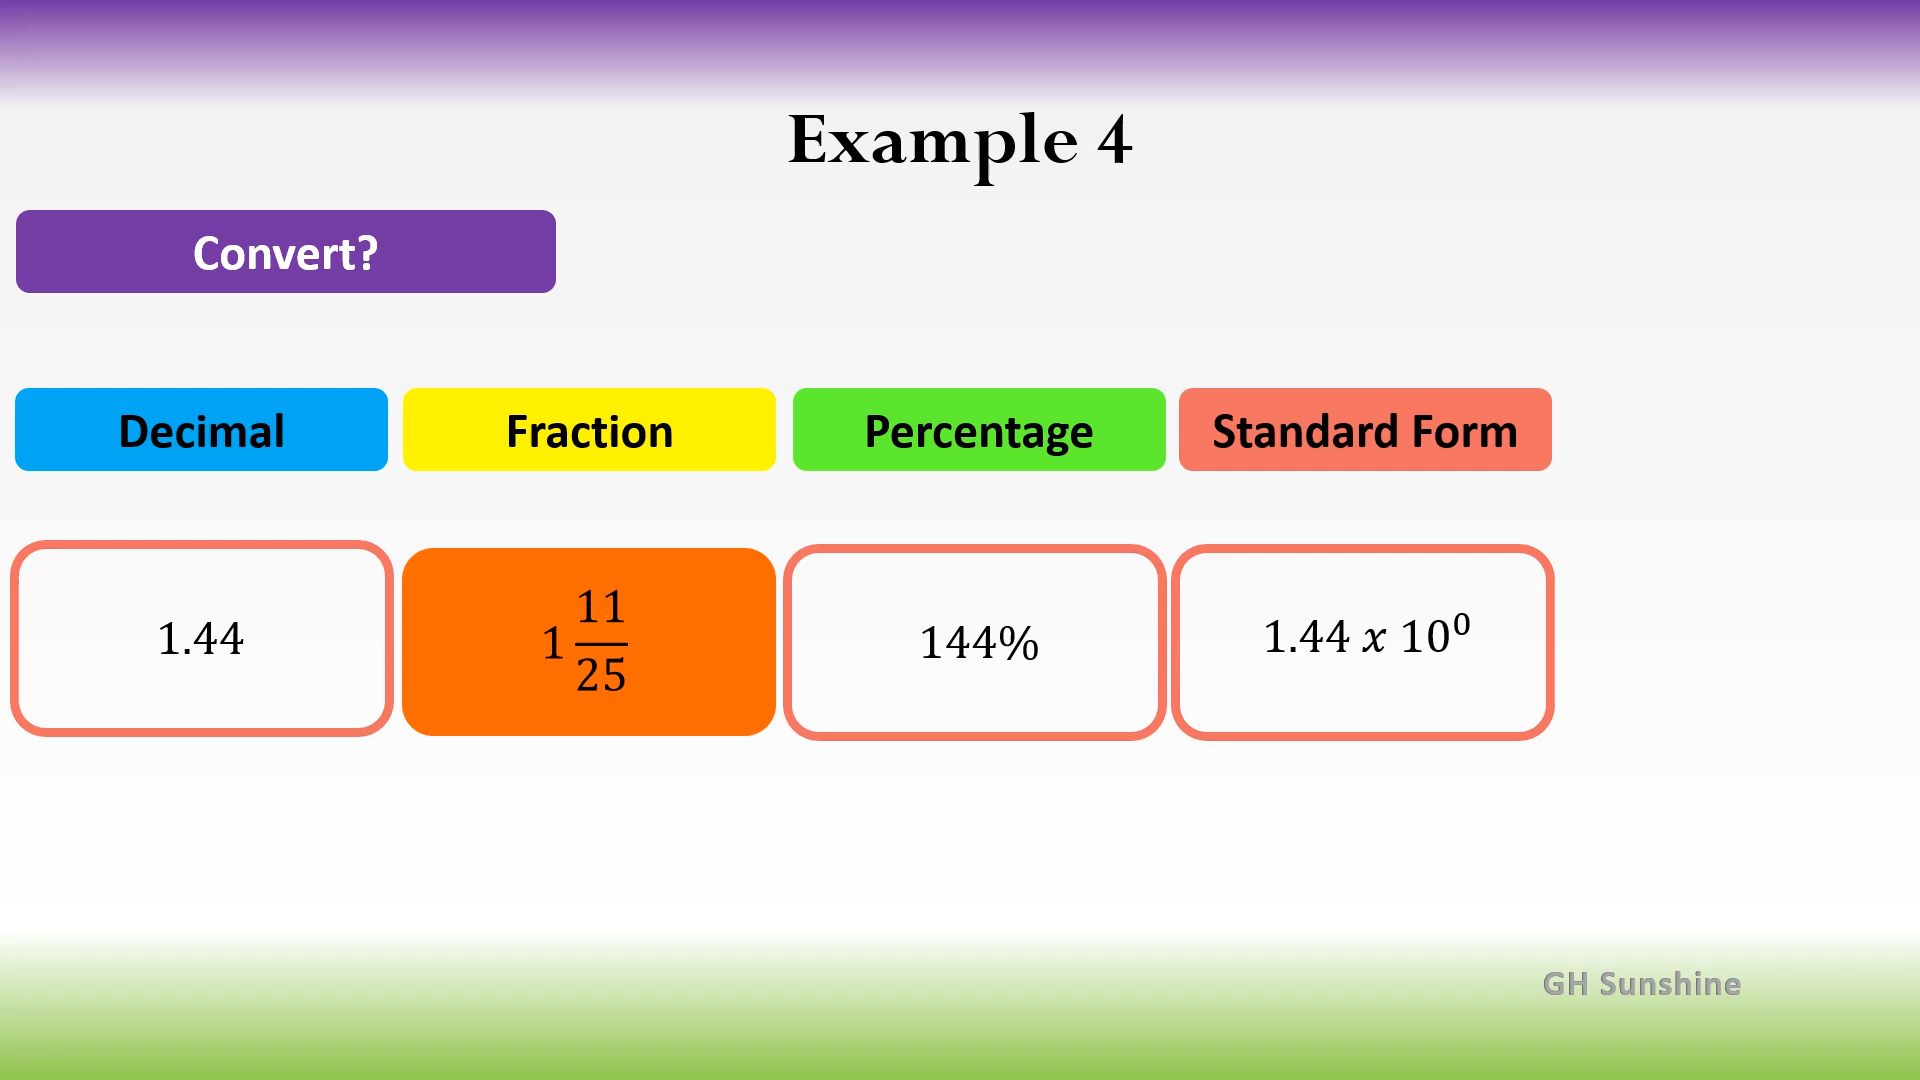 Example 4
Convert?
Decimal Fraction Percentage Standard Form
1.44 1 11/25 144% 1.44 x 10⁰
GH Sunshine